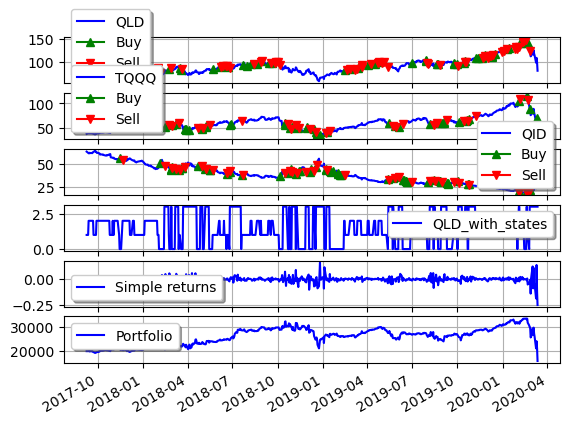 QLD
Buy
Sell
150
100
TQQQ
Buy
Sell
100
50
QID
Buy
Sell
50
25
QLD_with_states
2.5
0.0
Simple returns
0.00
−0.25
Portfolio
30000
20000
2017-10 2018-01 2018-04 2018-07 2018-10 2019-01 2019-04 2019-07 2019-10 2020-01 2020-04